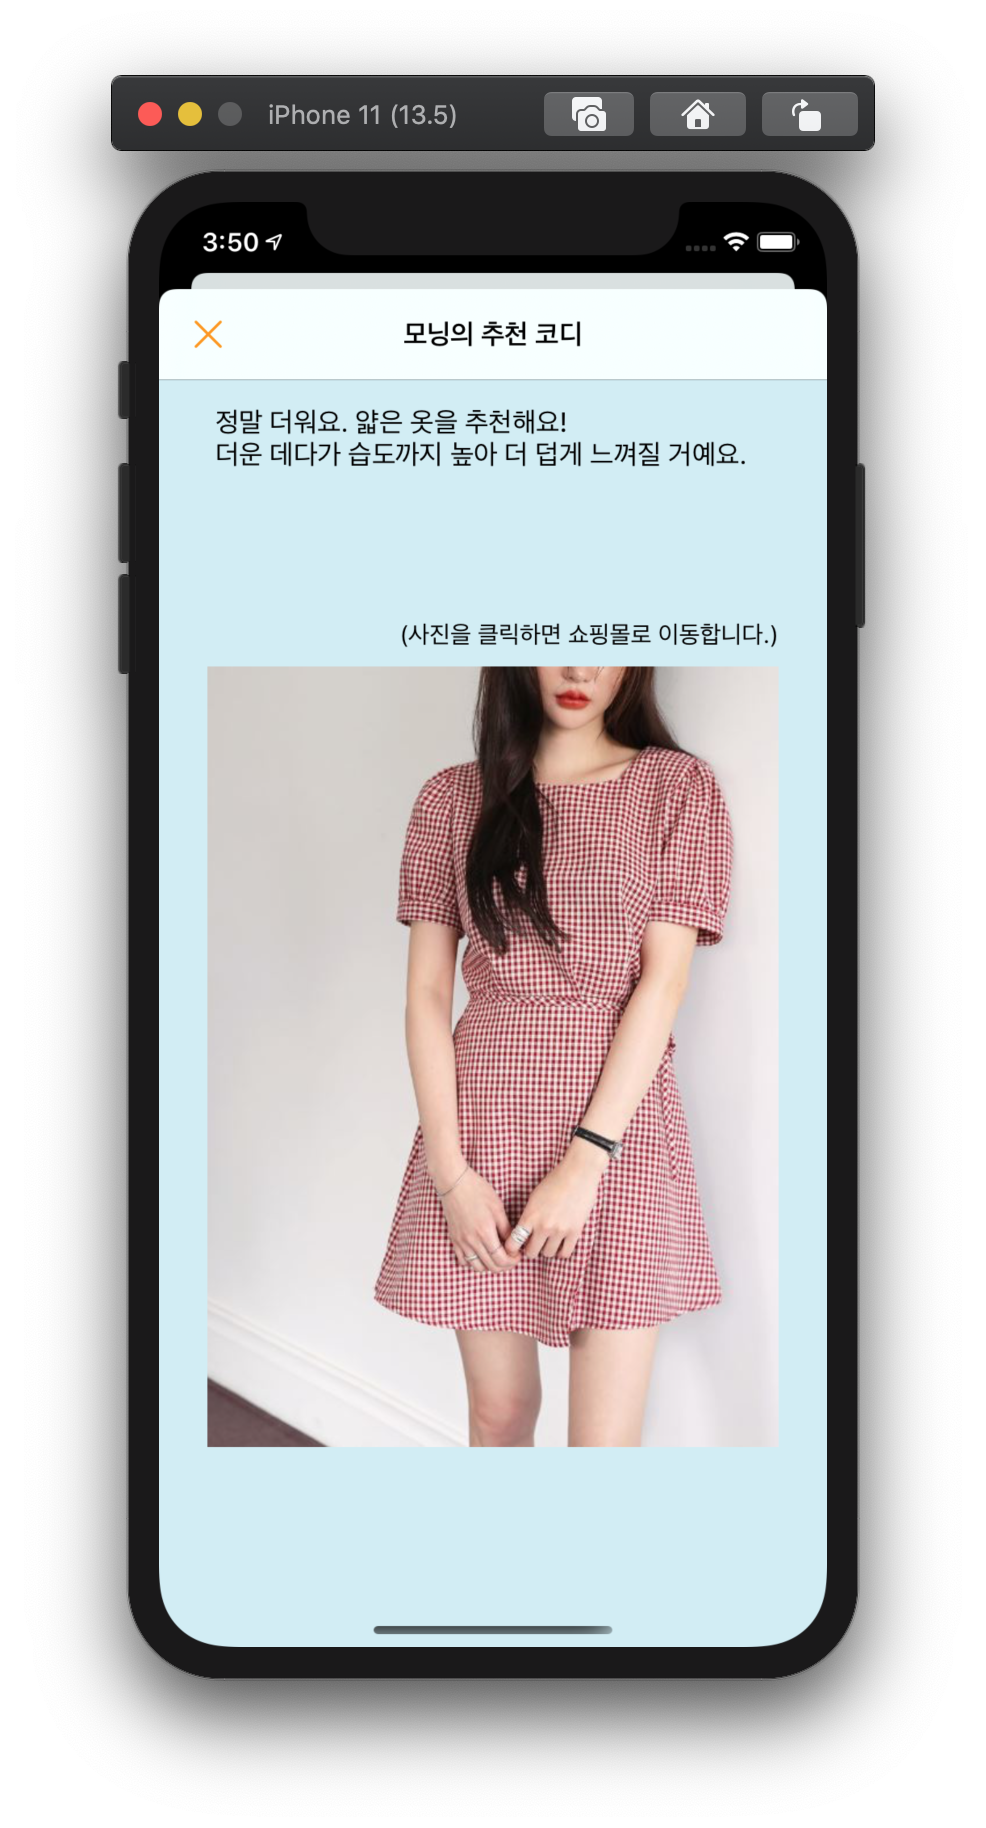 iPhone 11 (13.5)
3:50
모닝의 추천 코디
정말 더워요. 얇은 옷을 추천해요!
더운 데다가 습도까지 높아 더 덥게 느껴질 거예요.
(사진을 클릭하면 쇼핑몰로 이동합니다.)